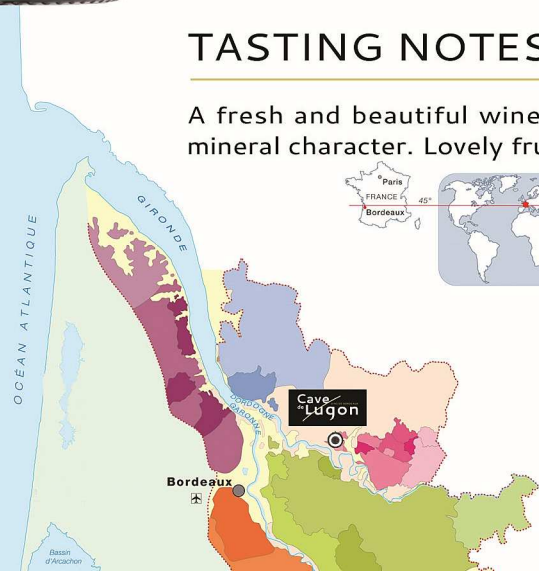 TASTING NOTES
A fresh and beautiful wine
mineral character. Lovely fru
Paris
FRANCE
45°
Bordeaux
GIRONDE
OCÉAN ATLANTIQUE
DORDOGNE
GARONNE
Cave
de Lugon
Bordeaux
Bassin
d'Arcachon